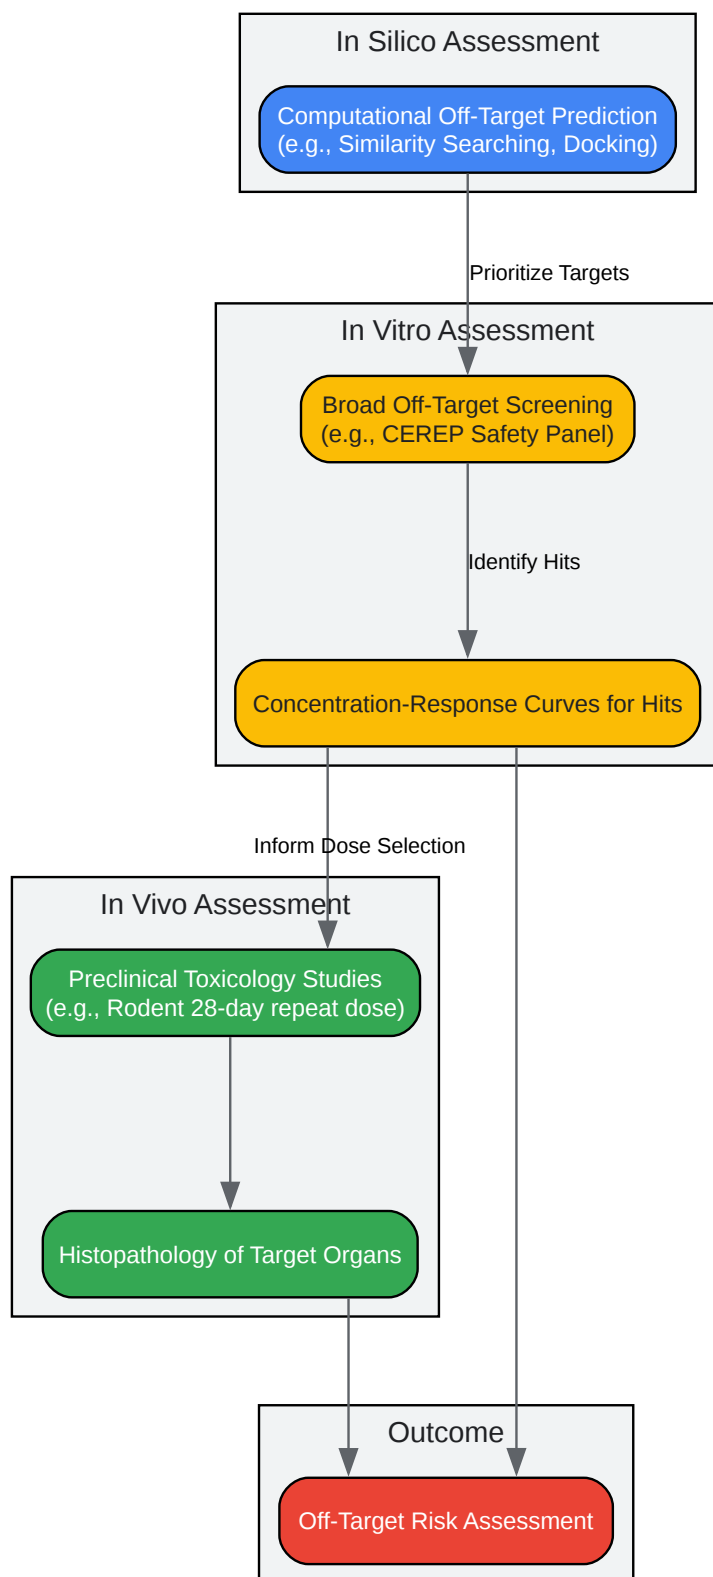 In Silico Assessment
Computational Off-Target Prediction
(e.g., Similarity Searching, Docking)
Prioritize Targets
In Vitro Assessment
Broad Off-Target Screening
(e.g., CEREP Safety Panel)
Identify Hits
Concentration-Response Curves for Hits
Inform Dose Selection
In Vivo Assessment
Preclinical Toxicology Studies
(e.g., Rodent 28-day repeat dose)
Histopathology of Target Organs
Outcome
Off-Target Risk Assessment